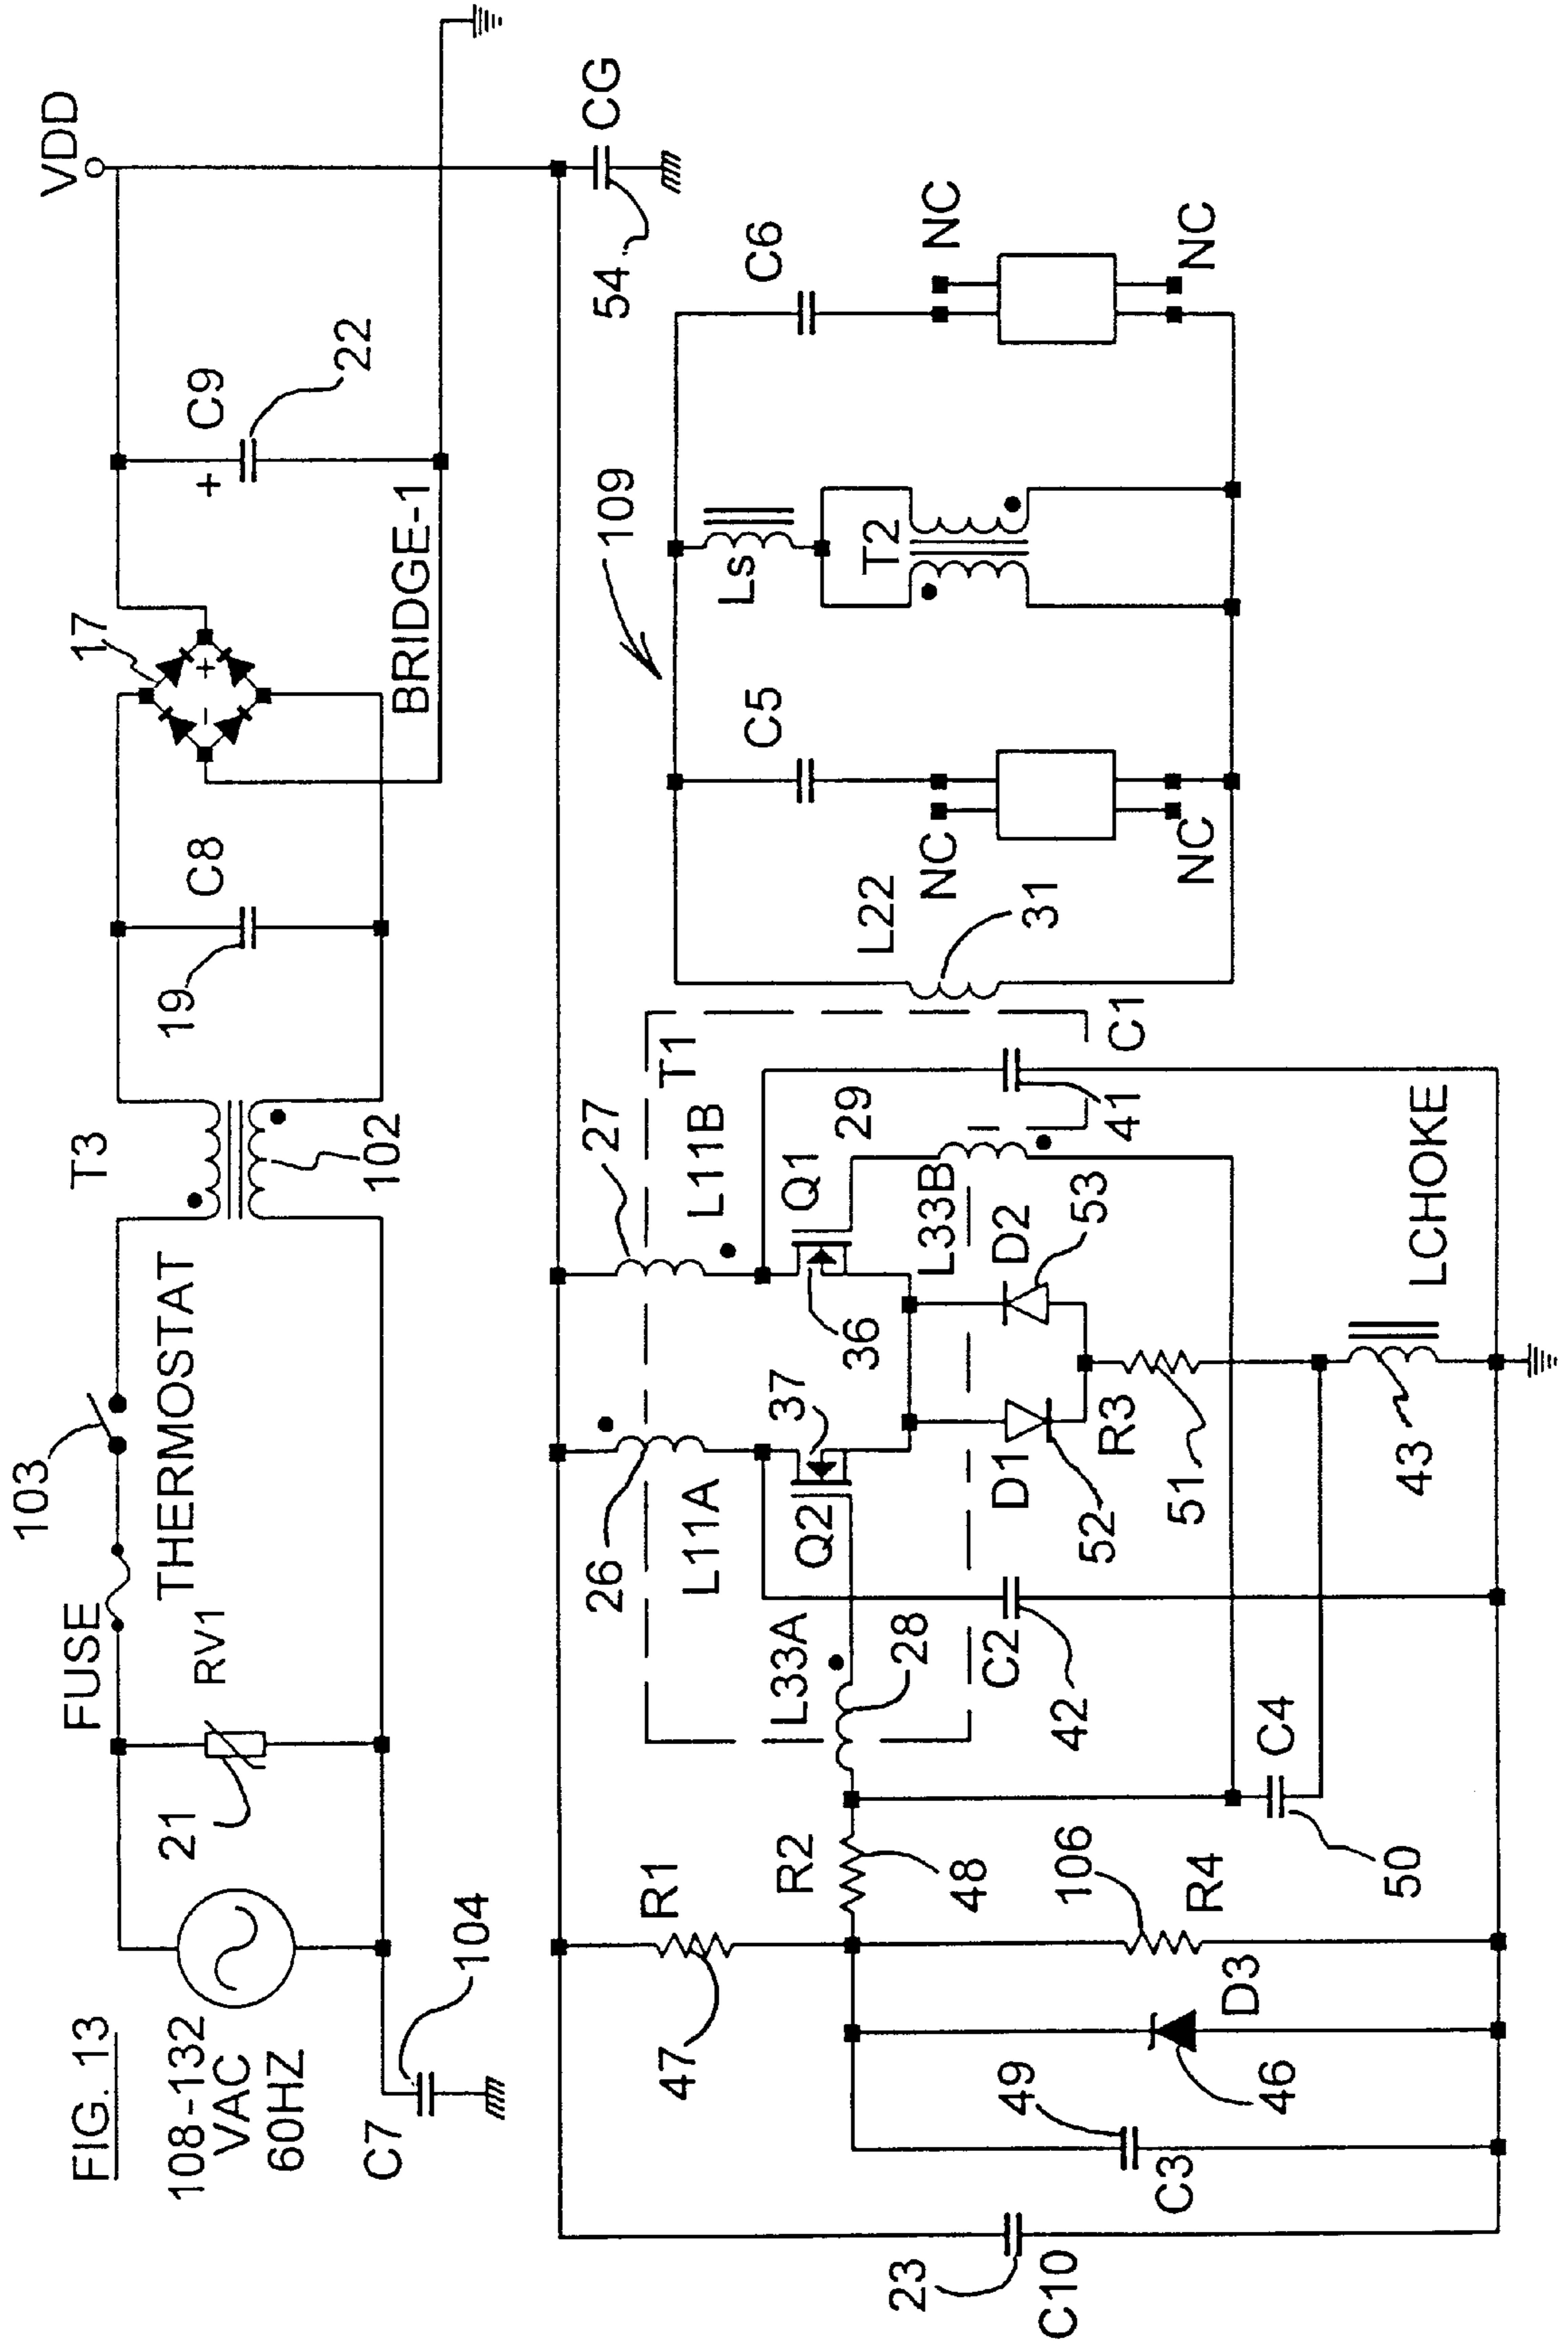 FIG. 13
108-132
VAC
60HZ
C7
104
21
RV1
FUSE
103
THERMOSTAT
T3
102
19
C8
17
BRIDGE-1
+
-
+
C9
22
VDD
CG
54
23
C10
49
C3
46
D3
47
R1
R2
48
106
R4
50
C4
L33A
28
C2
42
26
L11A
Q2
37
D1
52
R3
51
43
LCHOKE
27
L11B
T1
Q1
36
29
L33B
D2
53
41
C1
L22
31
NC
NC
C5
109
Ls
T2
C6
NC
NC